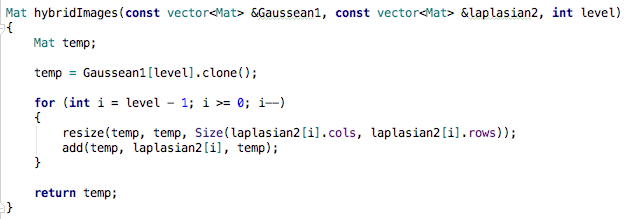 Mat hybridImages(const vector<Mat> &Gaussean1, const vector<Mat> &laplasian2, int level)
{
    Mat temp;

    temp = Gaussean1[level].clone();

    for (int i = level - 1; i >= 0; i--)
    {
        resize(temp, temp, Size(laplasian2[i].cols, laplasian2[i].rows));
        add(temp, laplasian2[i], temp);
    }

    return temp;
}